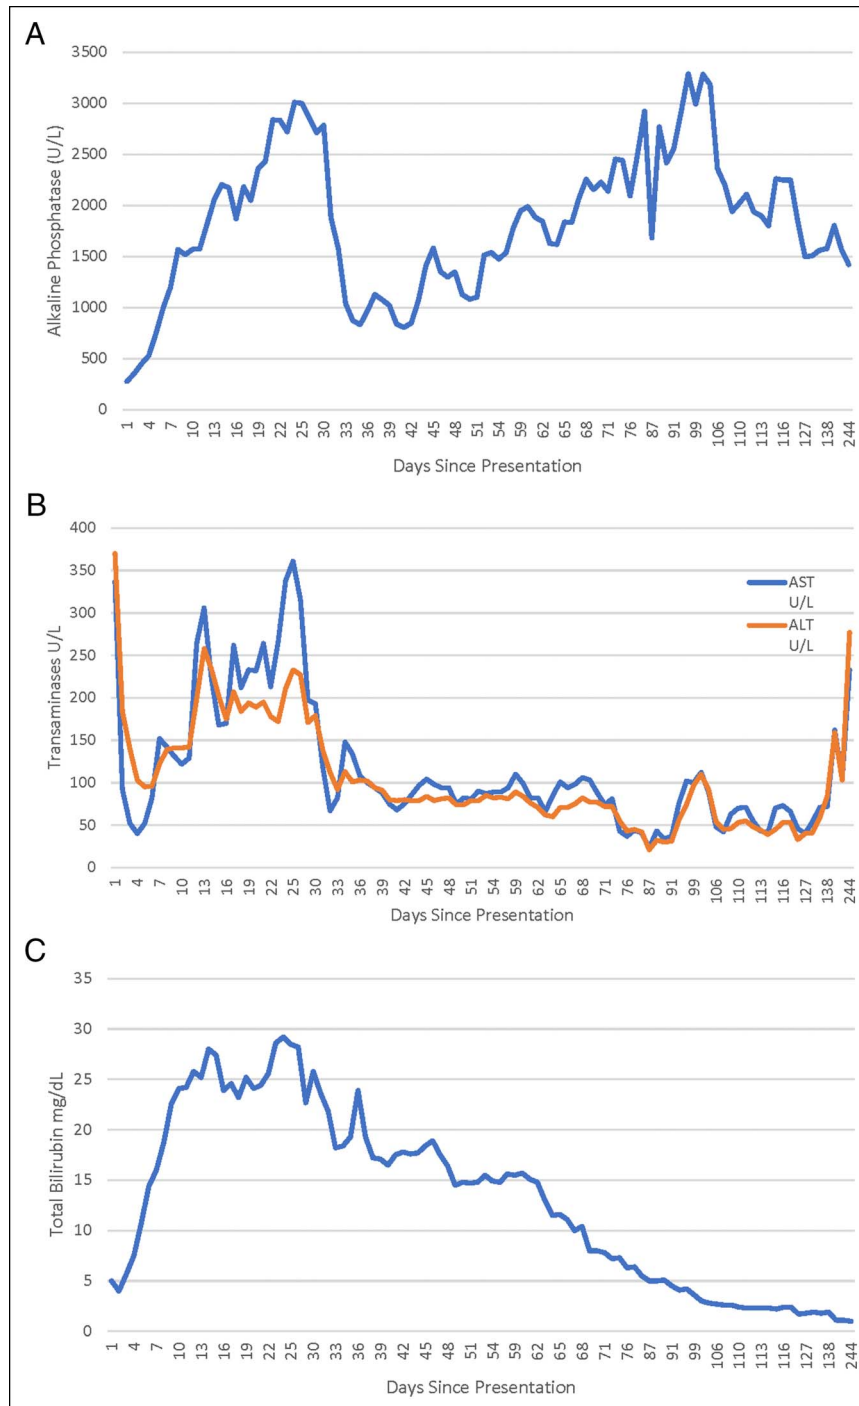 A
3500
3000
2500
2000
1500
1000
500
0
Alkaline Phosphatase (U/L)
1 4 7 10 13 16 19 22 25 30 33 36 39 42 45 48 51 54 59 62 65 68 71 76 87 91 99 106 110 113 116 127 138 244
Days Since Presentation
B
400
350
300
250
200
150
100
50
0
Transaminases U/L
AST
U/L
ALT
U/L
1 4 7 10 13 16 19 22 25 30 33 36 39 42 45 48 51 54 59 62 65 68 71 76 87 91 99 106 110 113 116 127 138 244
Days Since Presentation
C
35
30
25
20
15
10
5
0
Total Bilirubin mg/dL
1 4 7 10 13 16 19 22 25 30 33 36 39 42 45 48 51 54 59 62 65 68 71 76 87 91 99 106 110 113 116 127 138 244
Days Since Presentation